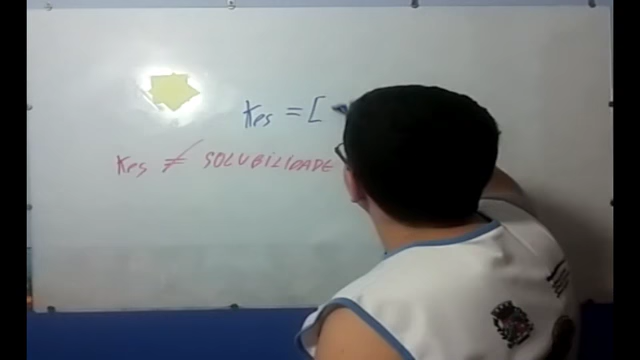 Kps = [
Kps ≠ SOLUBILIDADE